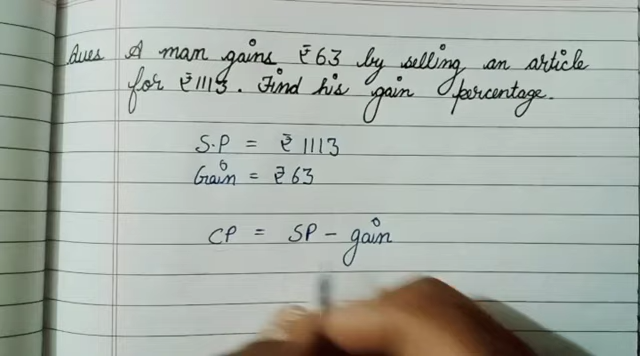 Ques A man gains ₹63 by selling an article
for ₹1113. Find his gain percentage.
S.P = ₹ 1113
Gain = ₹ 63
CP = SP - gain